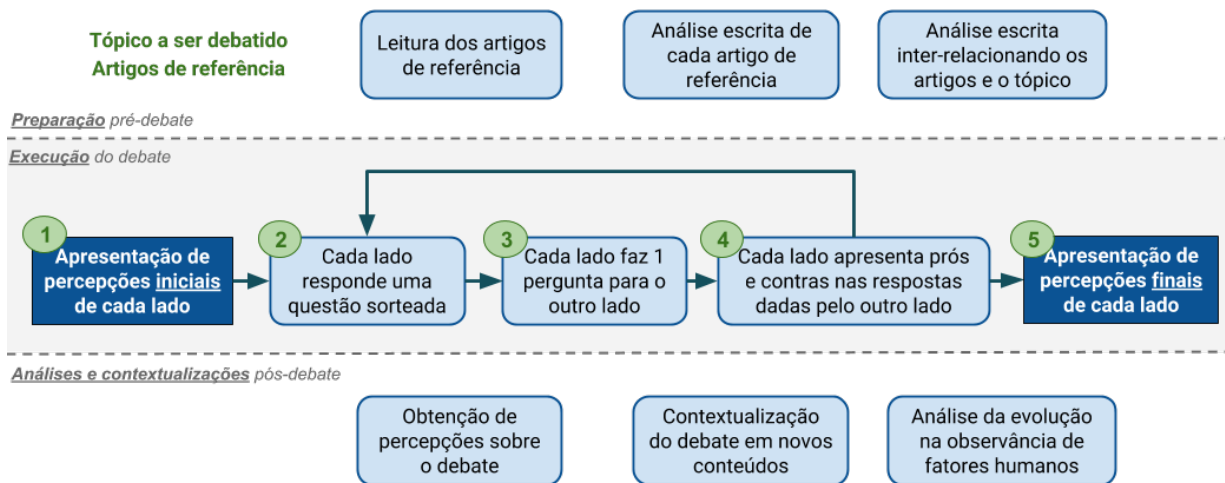 Tópico a ser debatido
Artigos de referência
Leitura dos artigos
de referência
Análise escrita de
cada artigo de
referência
Análise escrita
inter-relacionando os
artigos e o tópico
Preparação pré-debate
Execução do debate
1
Apresentação de
percepções iniciais
de cada lado
2
Cada lado
responde uma
questão sorteada
3
Cada lado faz 1
pergunta para o
outro lado
4
Cada lado apresenta prós
e contras nas respostas
dadas pelo outro lado
5
Apresentação de
percepções finais
de cada lado
Análises e contextualizações pós-debate
Obtenção de
percepções sobre
o debate
Contextualização
do debate em novos
conteúdos
Análise da evolução
na observância de
fatores humanos